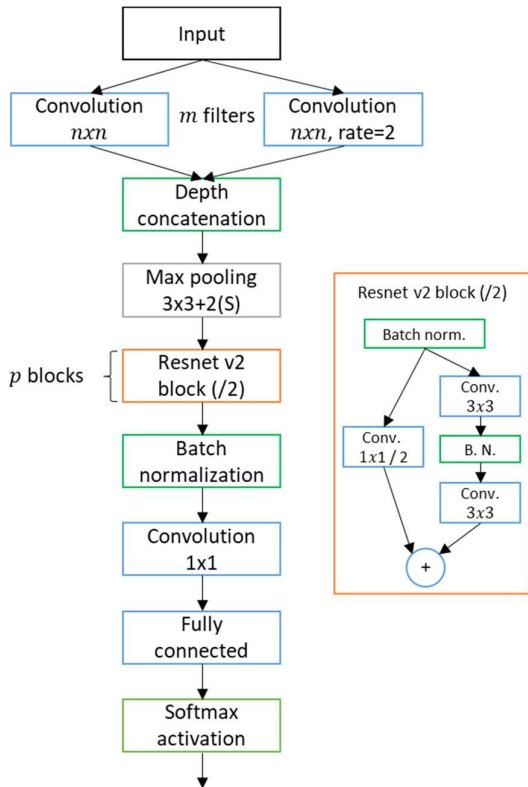 Input
Convolution
nxn
m filters
Convolution
nxn, rate=2
Depth
concatenation
Max pooling
3x3+2(S)
p blocks
Resnet v2
block (/2)
Batch
normalization
Convolution
1x1
Fully
connected
Softmax
activation
Resnet v2 block (/2)
Batch norm.
Conv.
1x1 / 2
Conv.
3x3
B. N.
Conv.
3x3
+